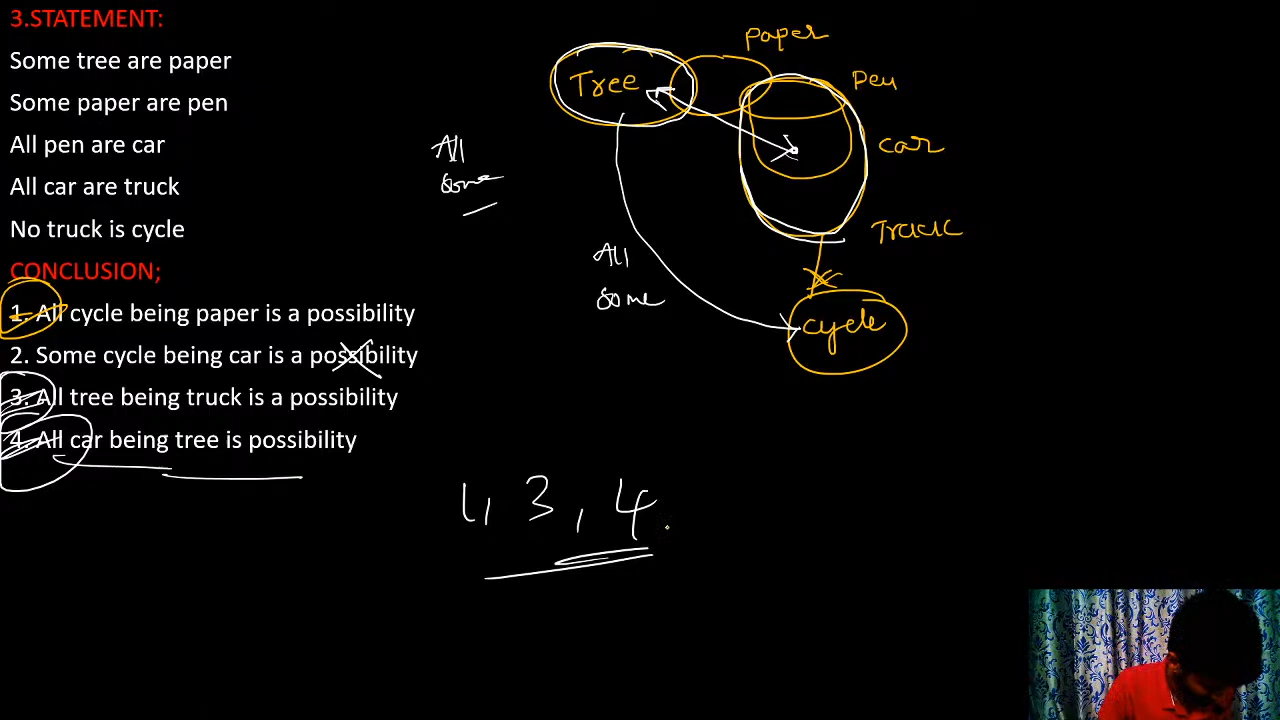 3.STATEMENT:
Some tree are paper
Some paper are pen
All pen are car
All car are truck
No truck is cycle
CONCLUSION;
1. All cycle being paper is a possibility
2. Some cycle being car is a possibility
3. All tree being truck is a possibility
4. All car being tree is possibility
paper
Tree
Pen
car
Truck
cycle
All
some
All
some
1, 3, 4